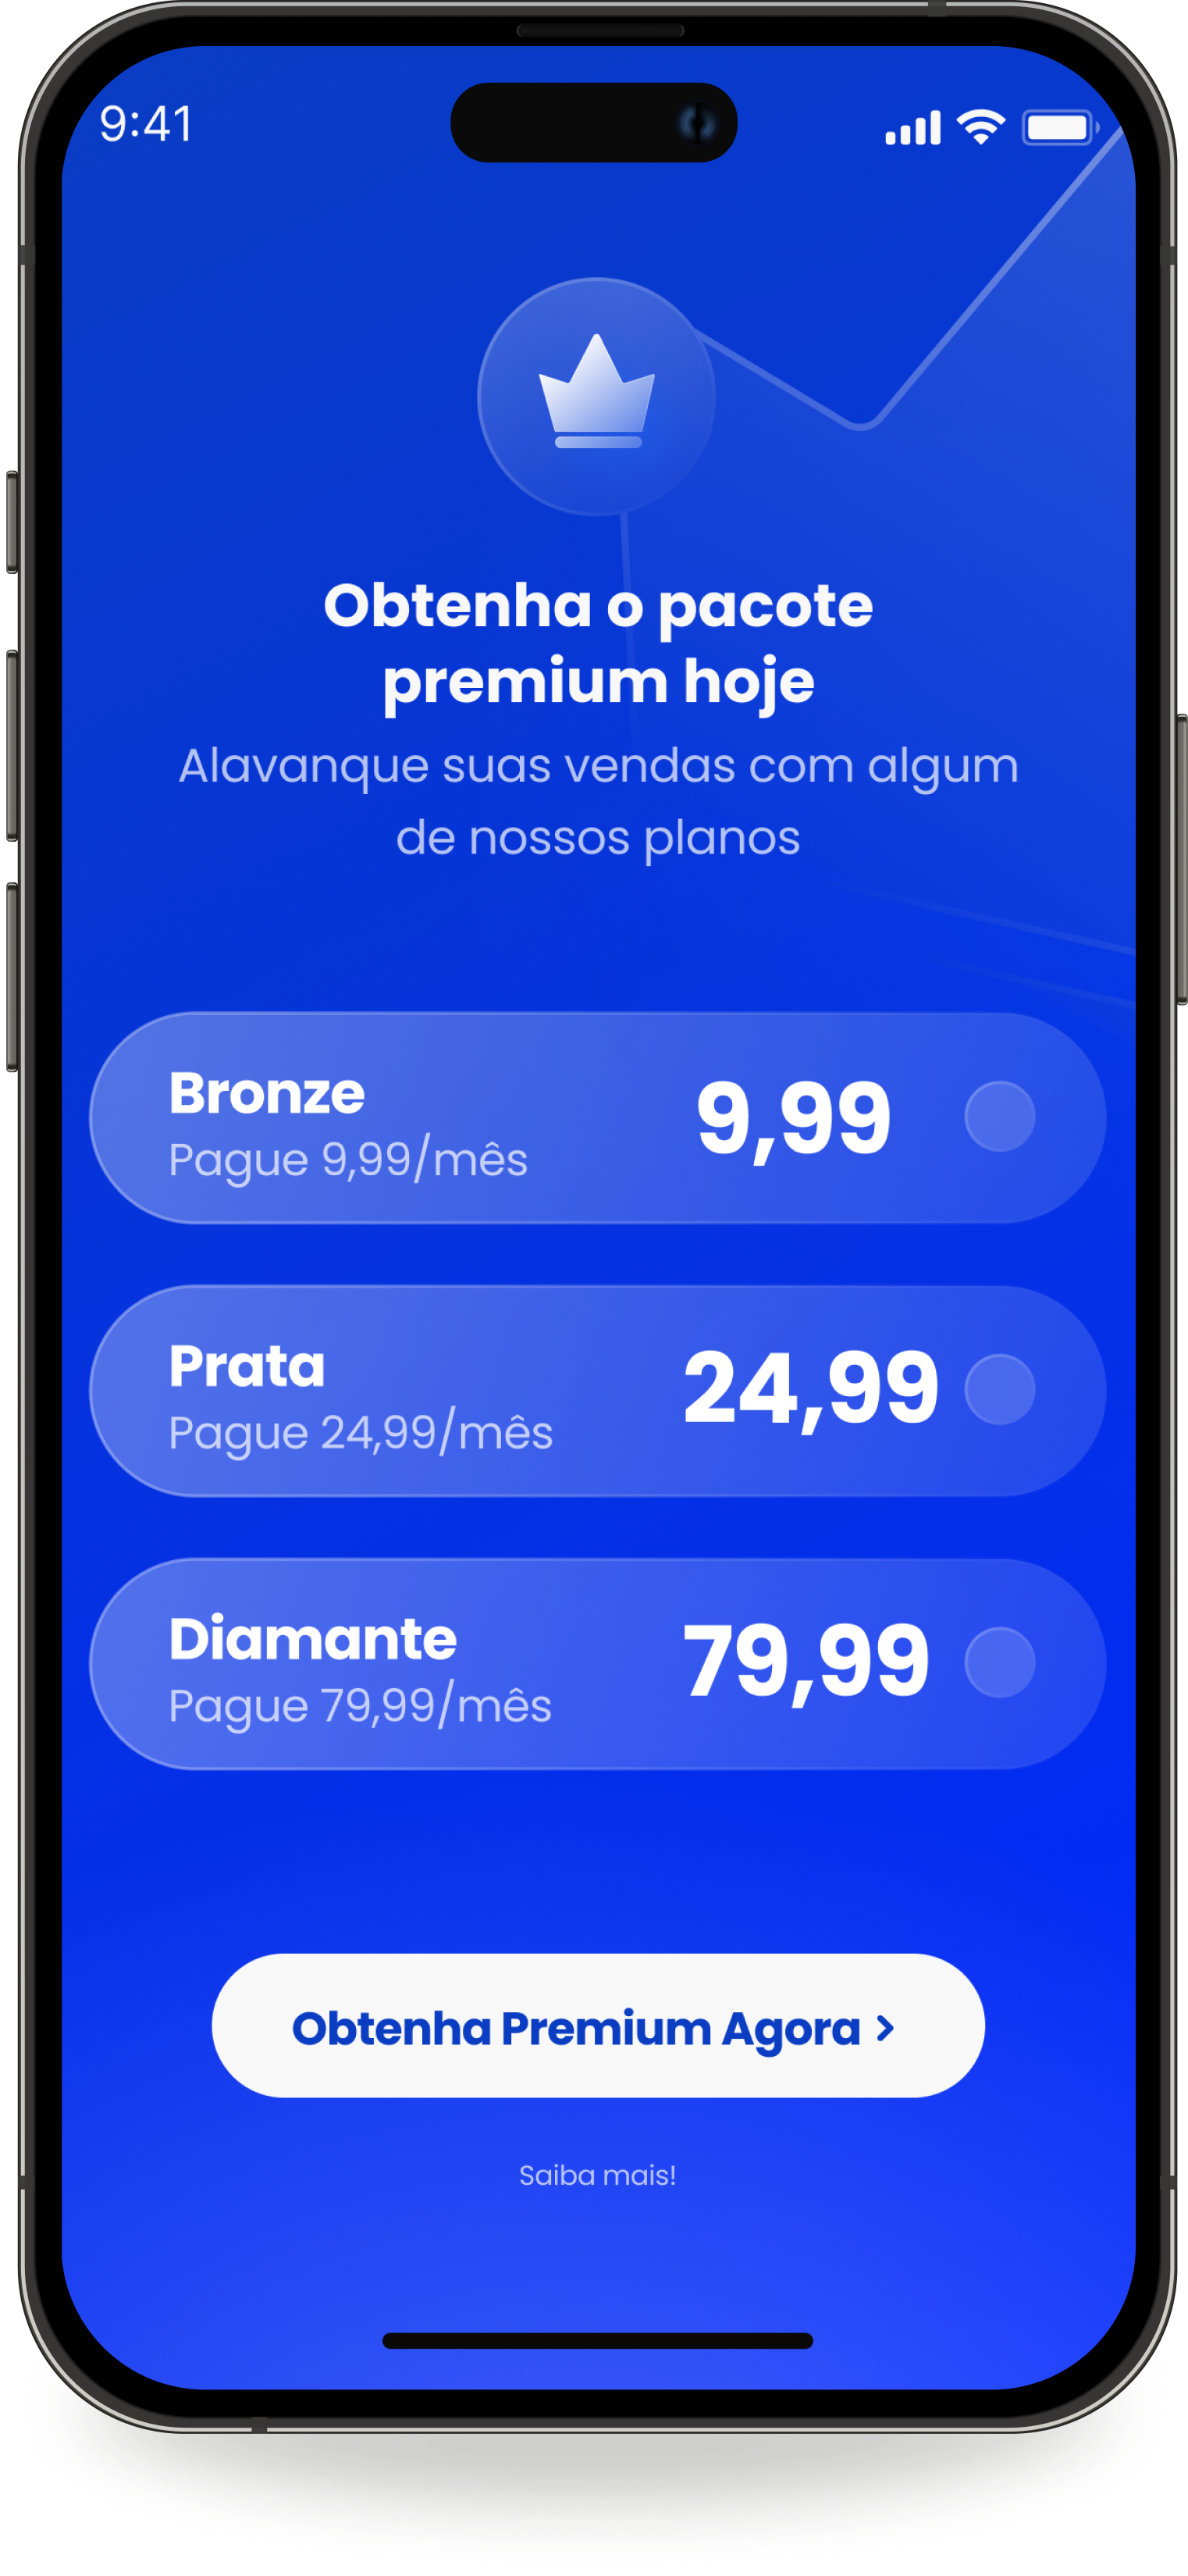 9:41
Obtenha o pacote
premium hoje
Alavanque suas vendas com algum
de nossos planos
Bronze
Pague 9,99/mês
9,99
Prata
Pague 24,99/mês
24,99
Diamante
Pague 79,99/mês
79,99
Obtenha Premium Agora ›
Saiba mais!